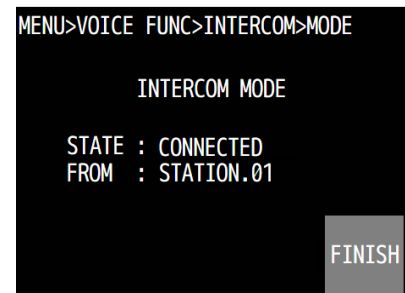 MENU>VOICE FUNC>INTERCOM>MODE
INTERCOM MODE
STATE : CONNECTED
FROM : STATION.01
FINISH